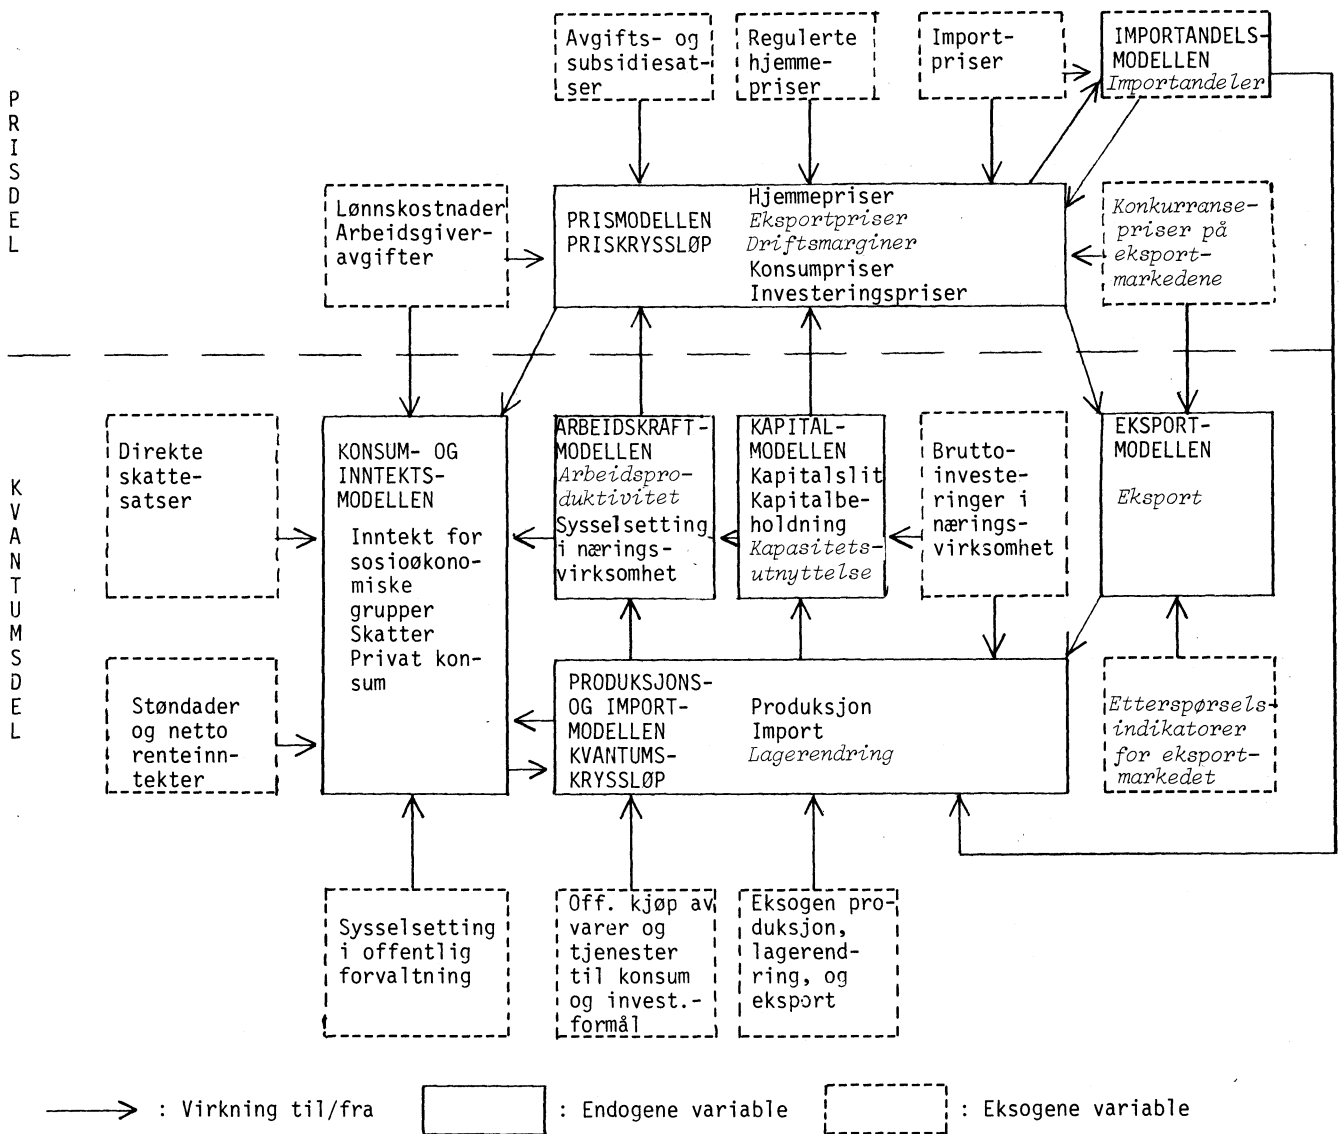 PRISDEL
Avgifts- og
subsidiesat-
ser
Regulerte
hjemme-
priser
Import-
priser
IMPORTANDELS-
MODELLEN
Importandeler
Lønnskostnader
Arbeidsgiver-
avgifter
PRISMODELLEN
PRISKRYSSLØP
Hjemmepriser
Eksportpriser
Driftsmarginer
Konsumpriser
Investeringspriser
Konkurranse-
priser på
eksport-
markedene
KVANTUMSDEL
Direkte
skatte-
satser
KONSUM- OG
INNTEKTS-
MODELLEN
Inntekt for
sosioøkono-
miske
grupper
Skatter
Privat kon-
sum
ARBEIDSKRAFT-
MODELLEN
Arbeidspro-
duktivitet
Sysselsetting
i nærings-
virksomhet
KAPITAL-
MODELLEN
Kapitalslit
Kapitalbe-
holdning
Kapasitets-
utnyttelse
Brutto-
investe-
ringer i
nærings-
virksomhet
EKSPORT-
MODELLEN
Eksport
Støndader
og netto
renteinn-
tekter
PRODUKSJONS-
OG IMPORT-
MODELLEN
KVANTUMS-
KRYSSLØP
Produksjon
Import
Lagerendring
Etterspørsels-
indikatorer
for eksport-
markedet
Sysselsetting
i offentlig
forvaltning
Off. kjøp av
varer og
tjenester
til konsum
og invest.-
formål
Eksogen pro-
duksjon,
lagerend-
ring, og
eksport
: Virkning til/fra
: Endogene variable
: Eksogene variable